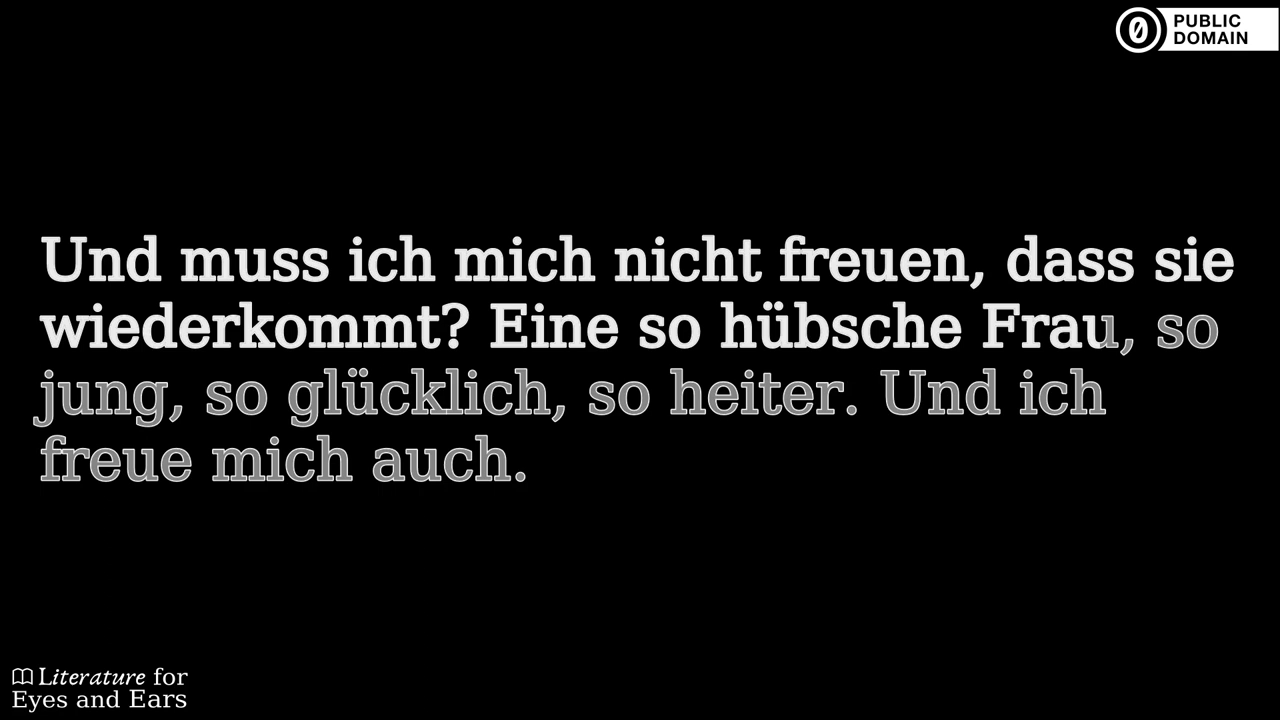 PUBLIC
DOMAIN
Und muss ich mich nicht freuen, dass sie
wiederkommt? Eine so hübsche Frau, so
jung, so glücklich, so heiter. Und ich
freue mich auch.
Literature for
Eyes and Ears